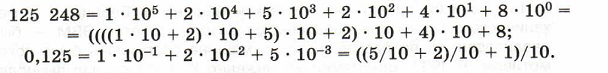 125 248 = 1 · 10⁵ + 2 · 10⁴ + 5 · 10³ + 2 · 10² + 4 · 10¹ + 8 · 10⁰ =
= ((((1 · 10 + 2) · 10 + 5) · 10 + 2) · 10 + 4) · 10 + 8;
0,125 = 1 · 10⁻¹ + 2 · 10⁻² + 5 · 10⁻³ = ((5/10 + 2)/10 + 1)/10.